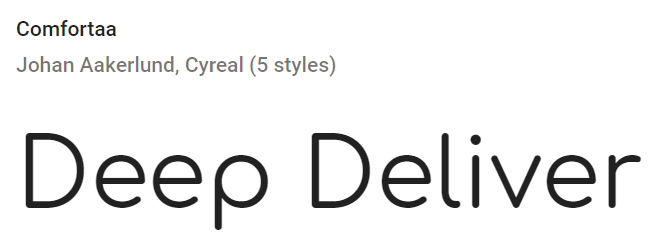 Comfortaa
Johan Aakerlund, Cyreal (5 styles)
Deep Deliver